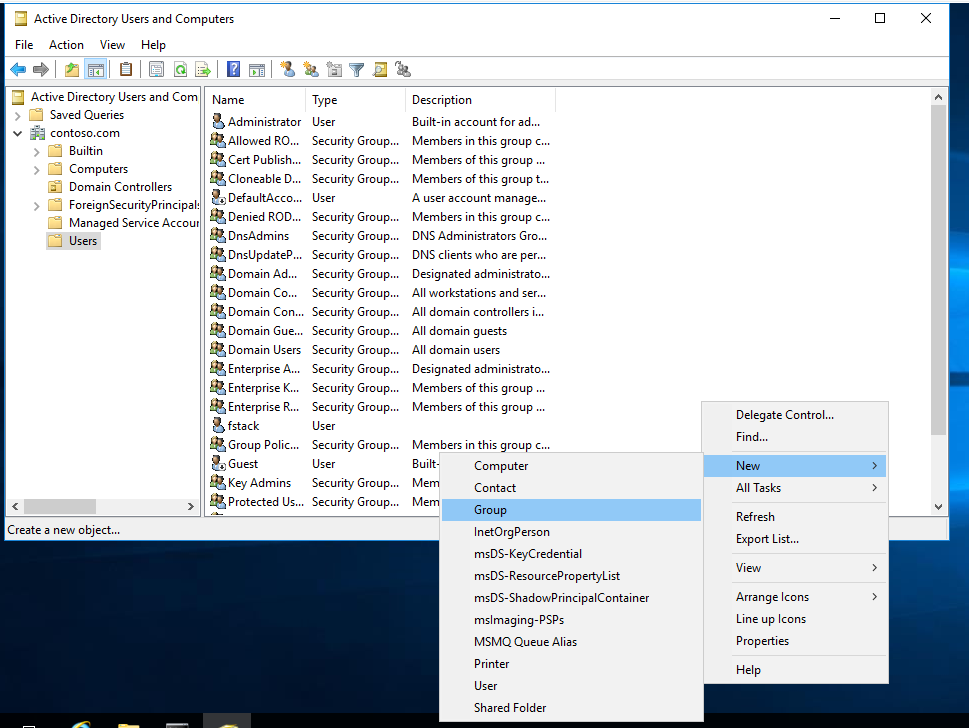 Active Directory Users and Computers
File Action View Help
Active Directory Users and Com
Saved Queries
contoso.com
Builtin
Computers
Domain Controllers
ForeignSecurityPrincipals
Managed Service Accour
Users
Name Type Description
Administrator User Built-in account for ad...
Allowed RO... Security Group... Members in this group c...
Cert Publish... Security Group... Members of this group ...
Cloneable D... Security Group... Members of this group t...
DefaultAcco... User A user account manage...
Denied ROD... Security Group... Members in this group c...
DnsAdmins Security Group... DNS Administrators Gro...
DnsUpdateP... Security Group... DNS clients who are per...
Domain Ad... Security Group... Designated administrato...
Domain Co... Security Group... All workstations and ser...
Domain Con... Security Group... All domain controllers i...
Domain Gue... Security Group... All domain guests
Domain Users Security Group... All domain users
Enterprise A... Security Group... Designated administrato...
Enterprise K... Security Group... Members of this group ...
Enterprise R... Security Group... Members of this group ...
fstack User
Group Polic... Security Group... Members in this group c...
Guest User Built-
Key Admins Security Group... Mem
Protected Us... Security Group... Mem
Create a new object...
Delegate Control...
Find...
New
All Tasks
Refresh
Export List...
View
Arrange Icons
Line up Icons
Properties
Help
Computer
Contact
Group
InetOrgPerson
msDS-KeyCredential
msDS-ResourcePropertyList
msDS-ShadowPrincipalContainer
msImaging-PSPs
MSMQ Queue Alias
Printer
User
Shared Folder